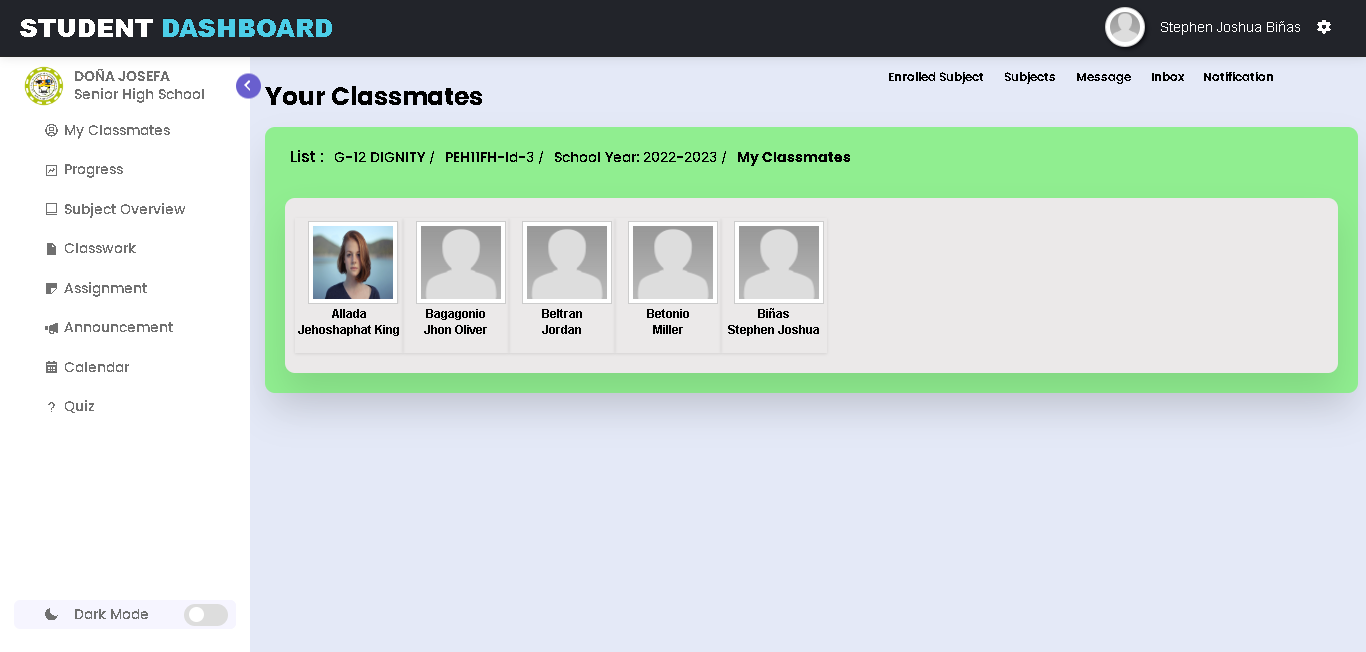 STUDENT DASHBOARD
Stephen Joshua Biñas
DOÑA JOSEFA
Senior High School
My Classmates
Progress
Subject Overview
Classwork
Assignment
Announcement
Calendar
Quiz
Dark Mode
Enrolled Subject Subjects Message Inbox Notification
Your Classmates
List : G-12 DIGNITY / PEH11FH-Id-3 / School Year: 2022-2023 / My Classmates
Allada
Jehoshaphat King
Bagagonio
Jhon Oliver
Beltran
Jordan
Betonio
Miller
Biñas
Stephen Joshua